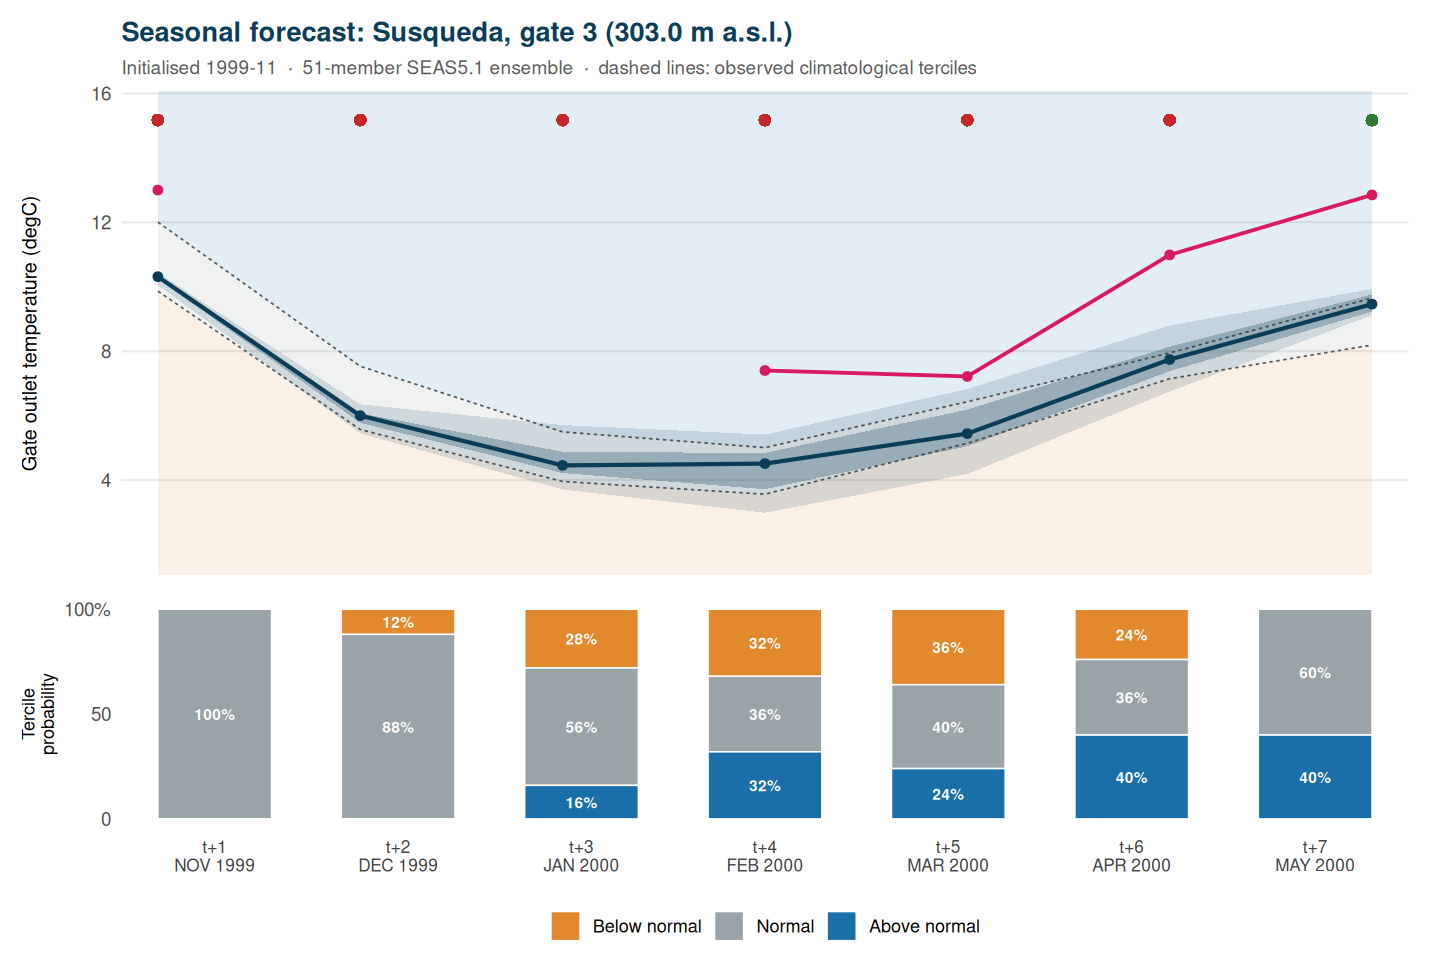 Seasonal forecast: Susqueda, gate 3 (303.0 m a.s.l.)
Initialised 1999-11 · 51-member SEAS5.1 ensemble · dashed lines: observed climatological terciles
Gate outlet temperature (degC)
16
12
8
4
Tercile
probability
100%
50
0
100%
12%
88%
28%
56%
16%
32%
36%
32%
36%
40%
24%
24%
36%
40%
60%
40%
t+1
NOV 1999
t+2
DEC 1999
t+3
JAN 2000
t+4
FEB 2000
t+5
MAR 2000
t+6
APR 2000
t+7
MAY 2000
Below normal
Normal
Above normal